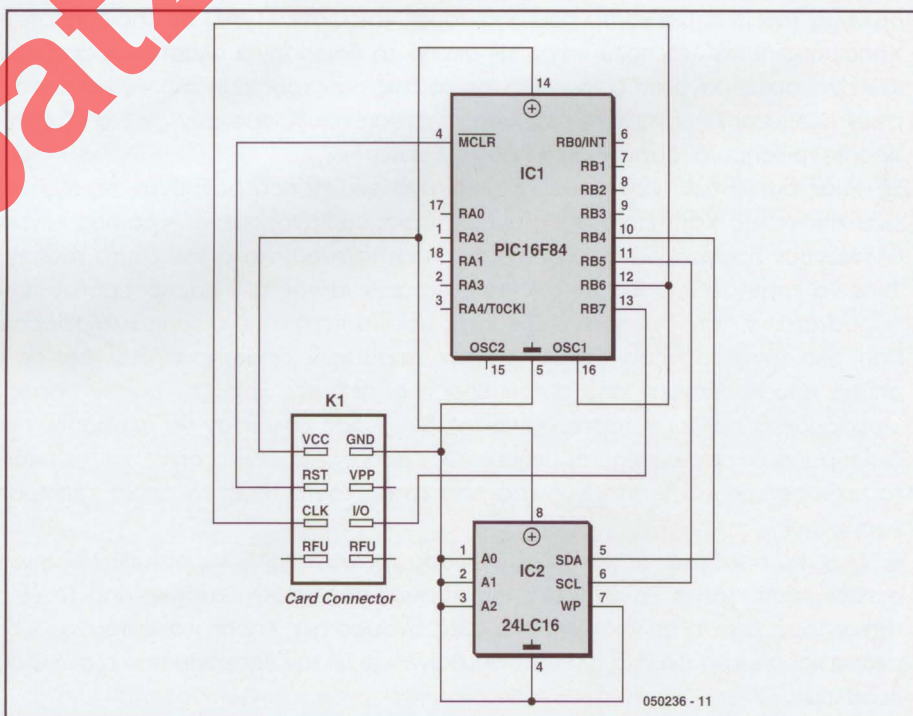 atz
14
4 MCLR RB0/INT 6
IC1 RB1 7
RB2 8
17 RA0 RB3 9
1 RA2 PIC16F84 RB4 10
18 RA1 RB5 11
2 RA3 RB6 12
3 RA4/T0CKI RB7 13
OSC2 OSC1
15 5 16
K1
VCC GND
RST VPP
CLK I/O
RFU RFU
Card Connector
8
1 A0 SDA 5
2 A1 IC2 SCL 6
3 A2 WP 7
24LC16
4
050236 - 11